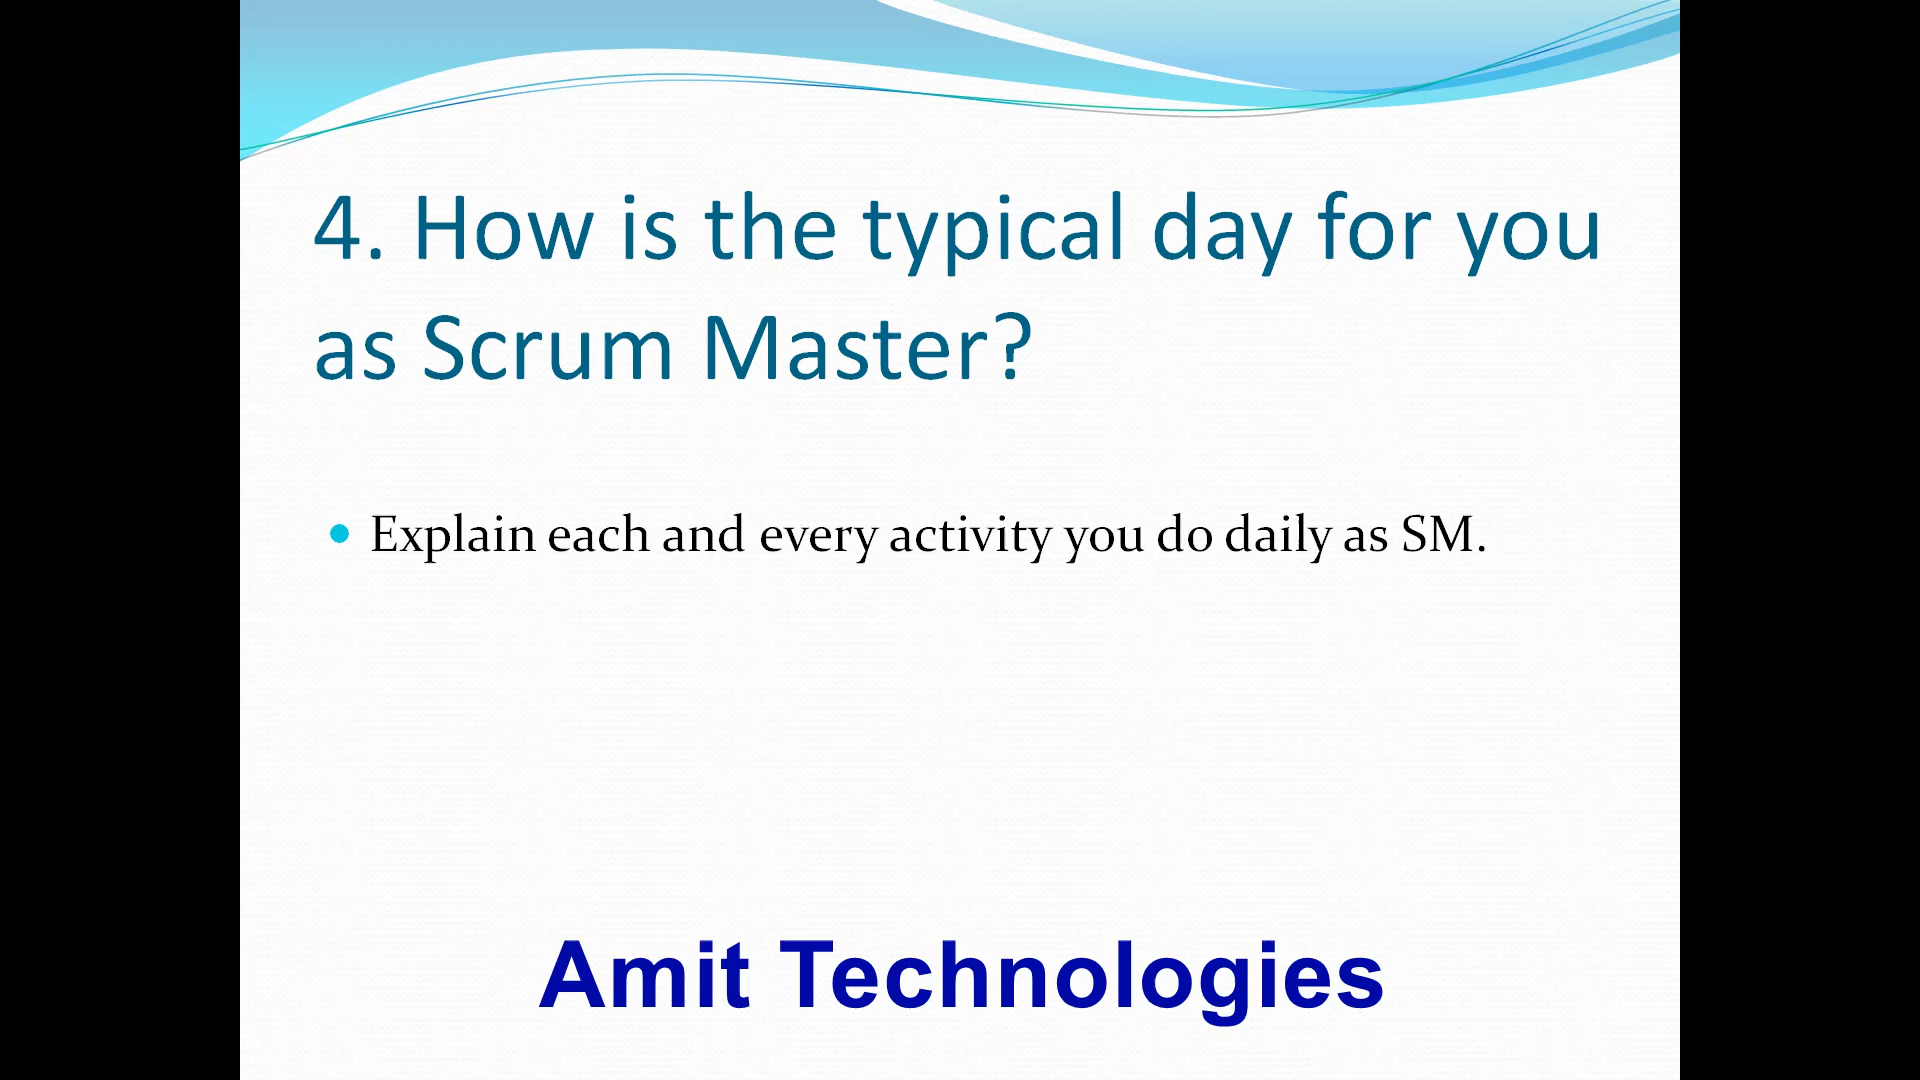 4. How is the typical day for you
as Scrum Master?
• Explain each and every activity you do daily as SM.
Amit Technologies